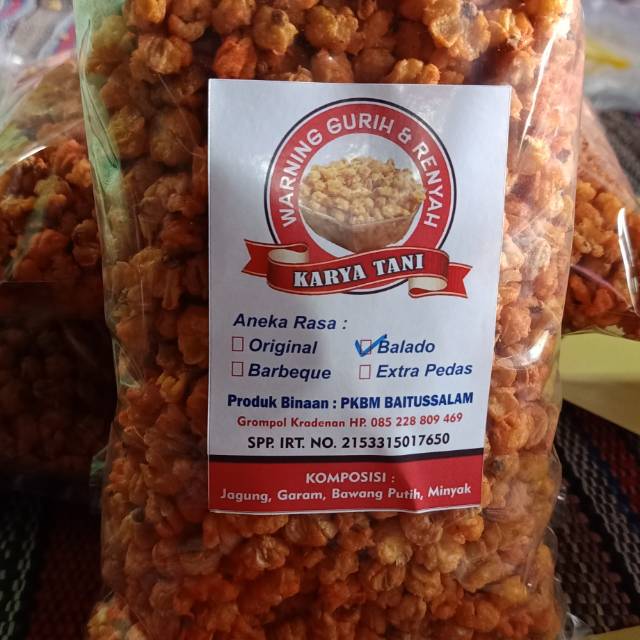 WARNING GURIH & RENYAH
KARYA TANI
Aneka Rasa :
Original
Balado
Barbeque
Extra Pedas
Produk Binaan : PKBM BAITUSSALAM
Grompol Kradenan HP. 085 228 809 469
SPP. IRT. NO. 2153315017650
KOMPOSISI :
Jagung, Garam, Bawang Putih, Minyak